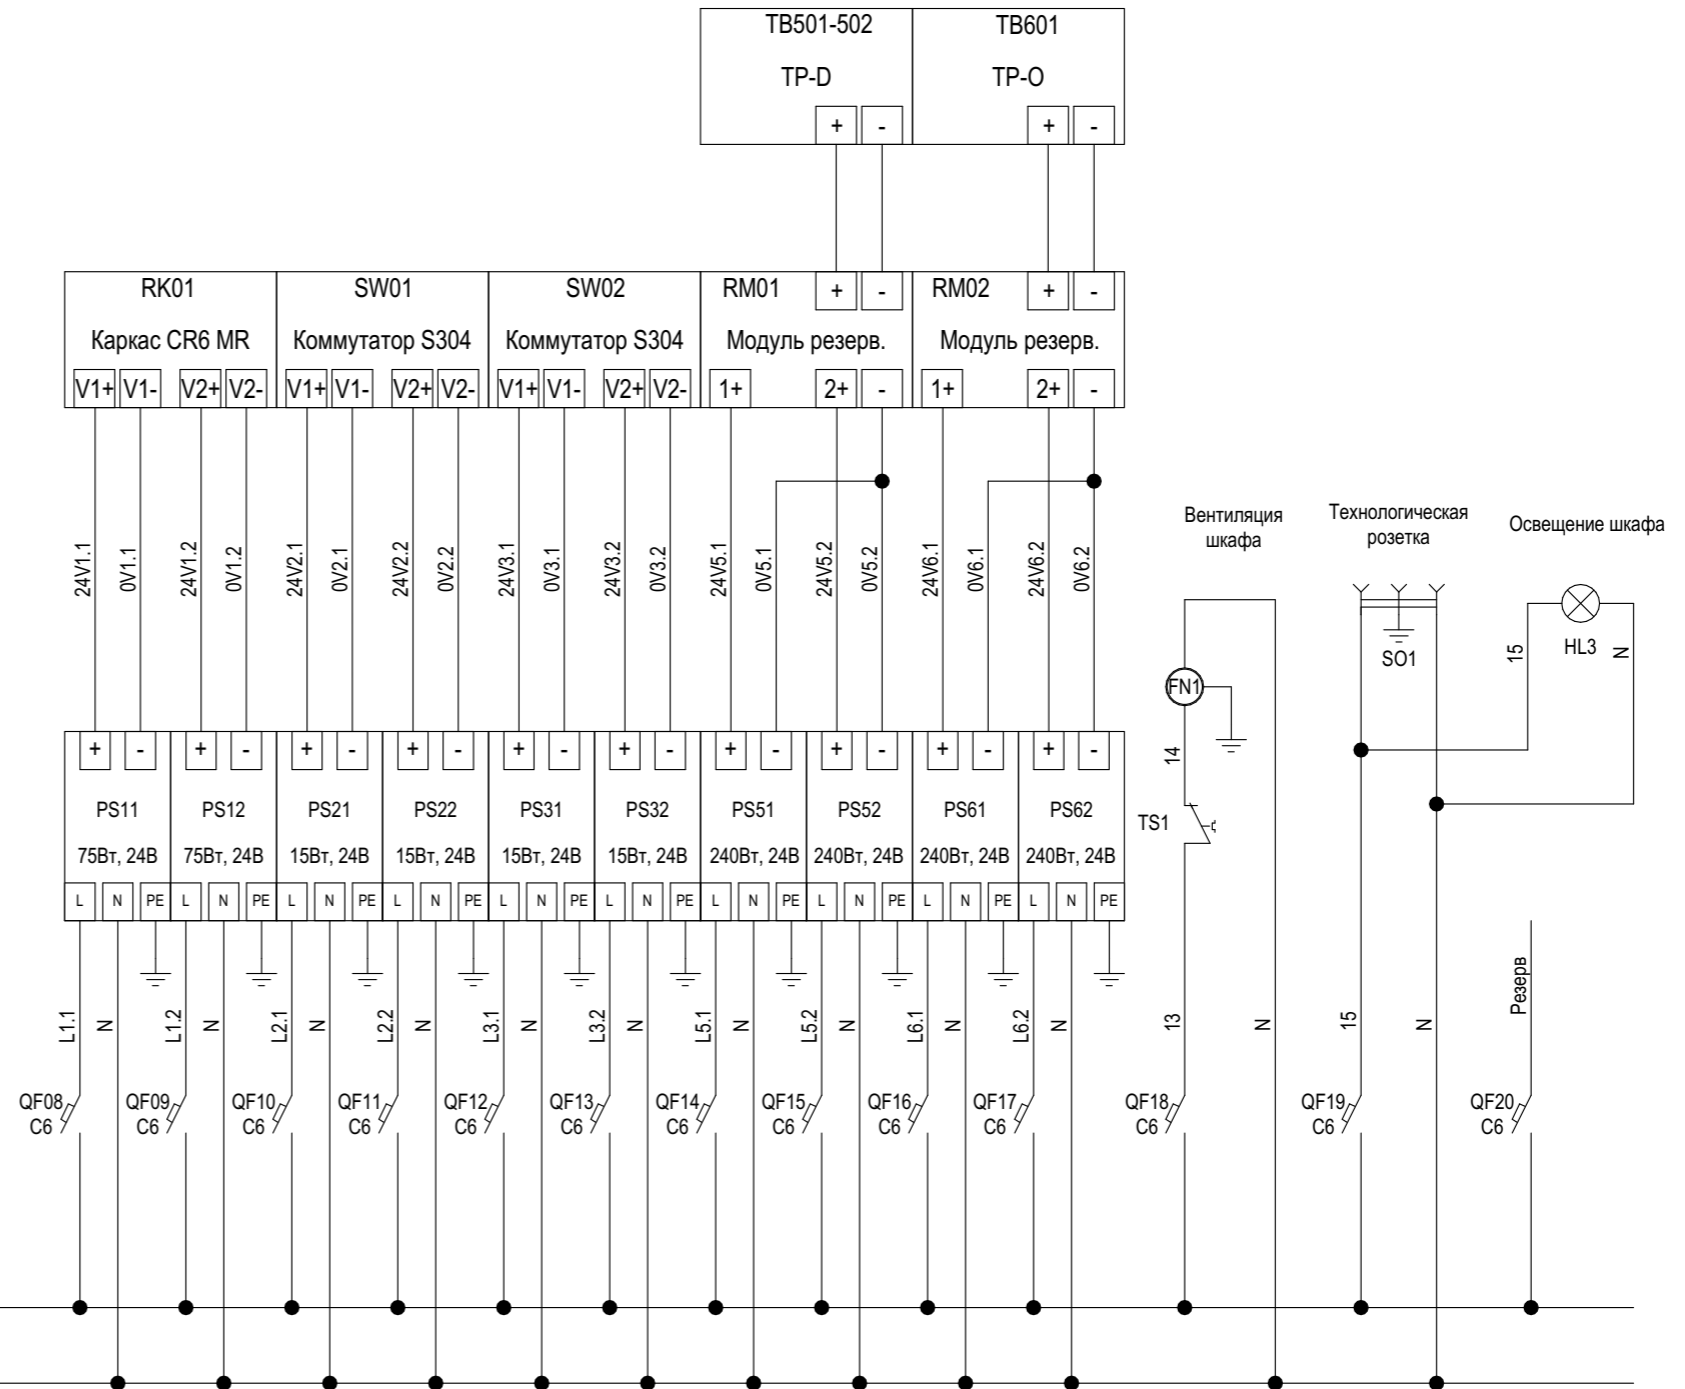 TB501-502
TB601
TP-D
TP-O
+ - + -
RK01
SW01
SW02
RM01 + -
RM02 + -
Каркас CR6 MR
Коммутатор S304
Коммутатор S304
Модуль резерв.
Модуль резерв.
V1+ V1- V2+ V2- V1+ V1- V2+ V2- V1+ V1- V2+ V2- 1+ 2+ - 1+ 2+ -
24V1.1 0V1.1 24V1.2 0V1.2 24V2.1 0V2.1 24V2.2 0V2.2 24V3.1 0V3.1 24V3.2 0V3.2 24V5.1 0V5.1 24V5.2 0V5.2 24V6.1 0V6.1 24V6.2 0V6.2
Вентиляция
шкафа
Технологическая
розетка
Освещение шкафа
FN1
14
TS1
SO1
15
HL3
N
+ - + - + - + - + - + - + - + - + - + -
PS11 PS12 PS21 PS22 PS31 PS32 PS51 PS52 PS61 PS62
75Вт, 24В 75Вт, 24В 15Вт, 24В 15Вт, 24В 15Вт, 24В 15Вт, 24В 240Вт, 24В 240Вт, 24В 240Вт, 24В 240Вт, 24В
L N PE L N PE L N PE L N PE L N PE L N PE L N PE L N PE L N PE L N PE
L1.1 N L1.2 N L2.1 N L2.2 N L3.1 N L3.2 N L5.1 N L5.2 N L6.1 N L6.2 N 13 N 15 N Резерв
QF08 QF09 QF10 QF11 QF12 QF13 QF14 QF15 QF16 QF17 QF18 QF19 QF20
C6 C6 C6 C6 C6 C6 C6 C6 C6 C6 C6 C6 C6